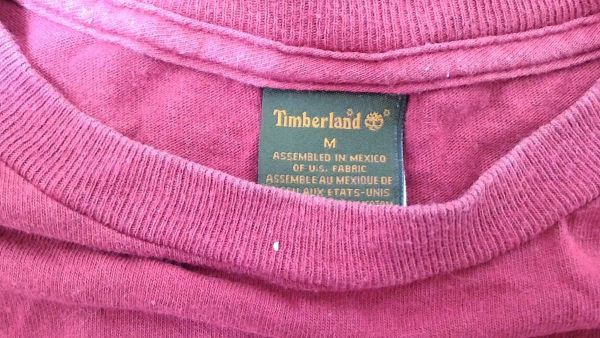 Timberland®
M
ASSEMBLED IN MEXICO
OF U.S. FABRIC
ASSEMBLE AU MEXIQUE DE
AUX ETATS-UNIS